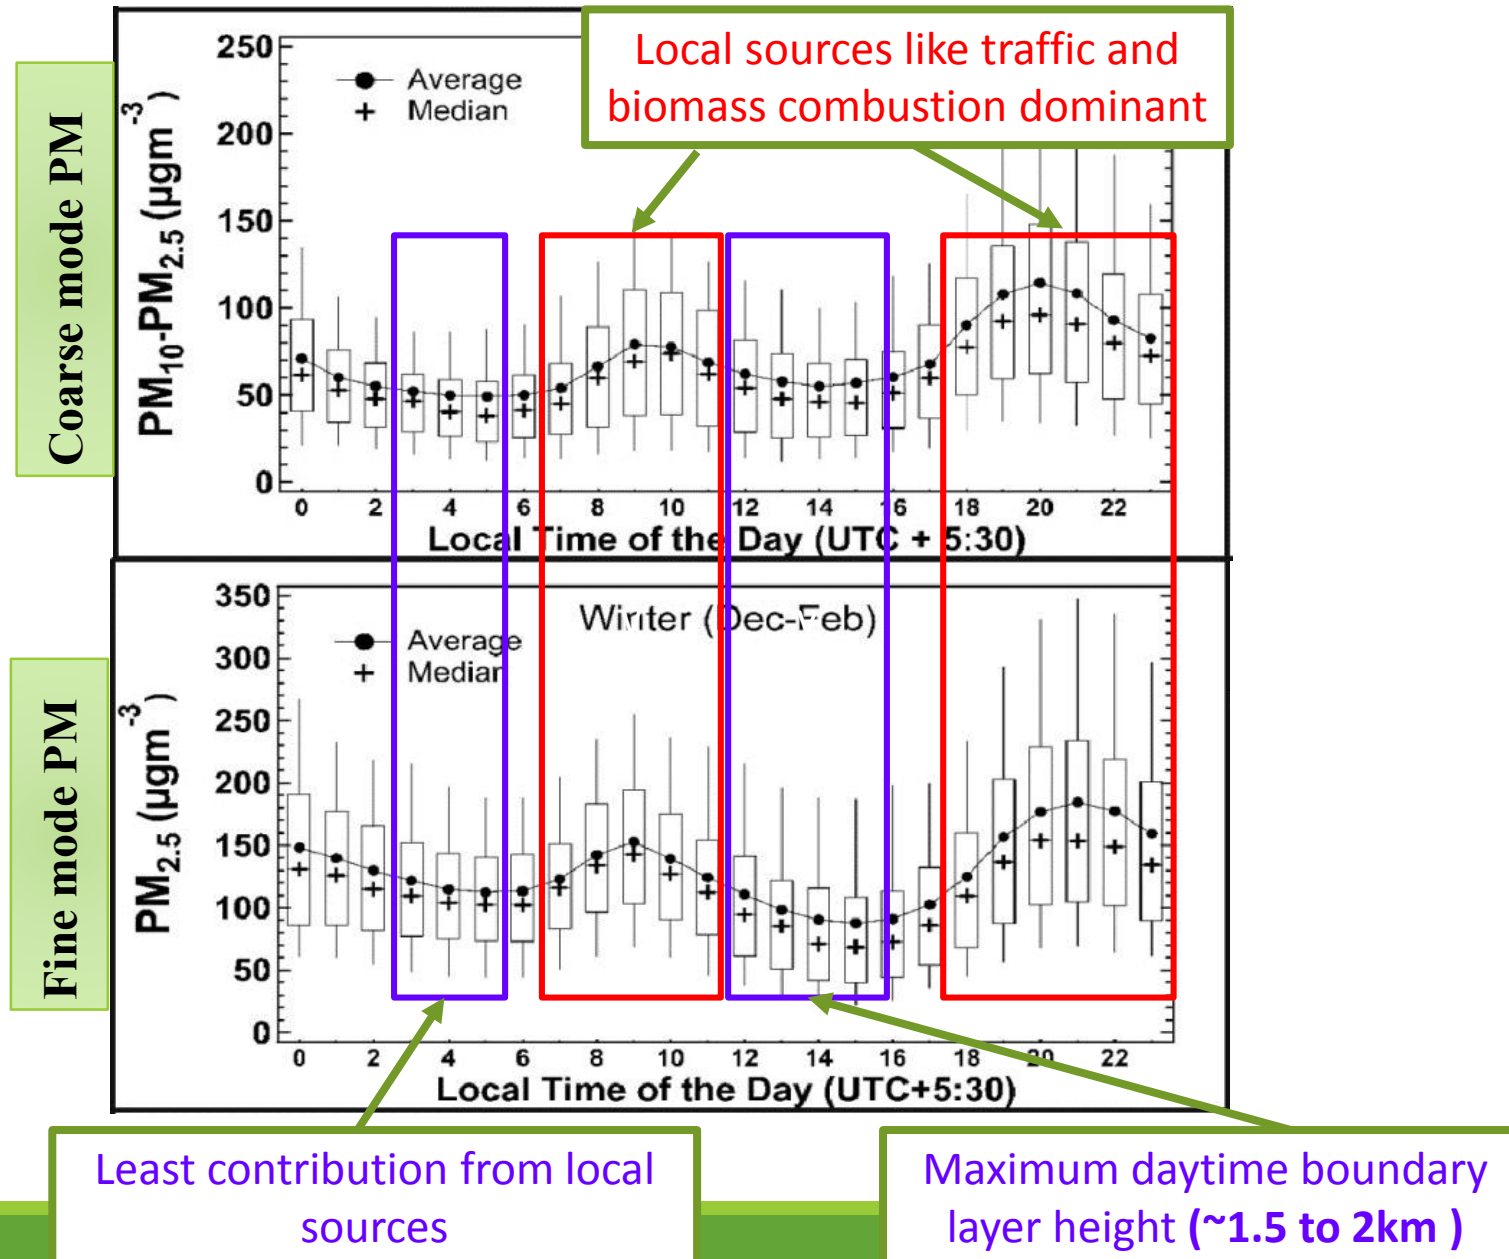 Local sources like traffic and
biomass combustion dominant
Coarse mode PM
PM10-PM2.5 (µgm-3)
250
200
150
100
50
0
Average
Median
0 2 4 6 8 10 12 14 16 18 20 22
Local Time of the Day (UTC + 5:30)
Fine mode PM
PM2.5 (µgm-3)
350
300
250
200
150
100
50
0
Average
Median
Winter (Dec-Feb)
0 2 4 6 8 10 12 14 16 18 20 22
Local Time of the Day (UTC+5:30)
Least contribution from local
sources
Maximum daytime boundary
layer height (~1.5 to 2km )